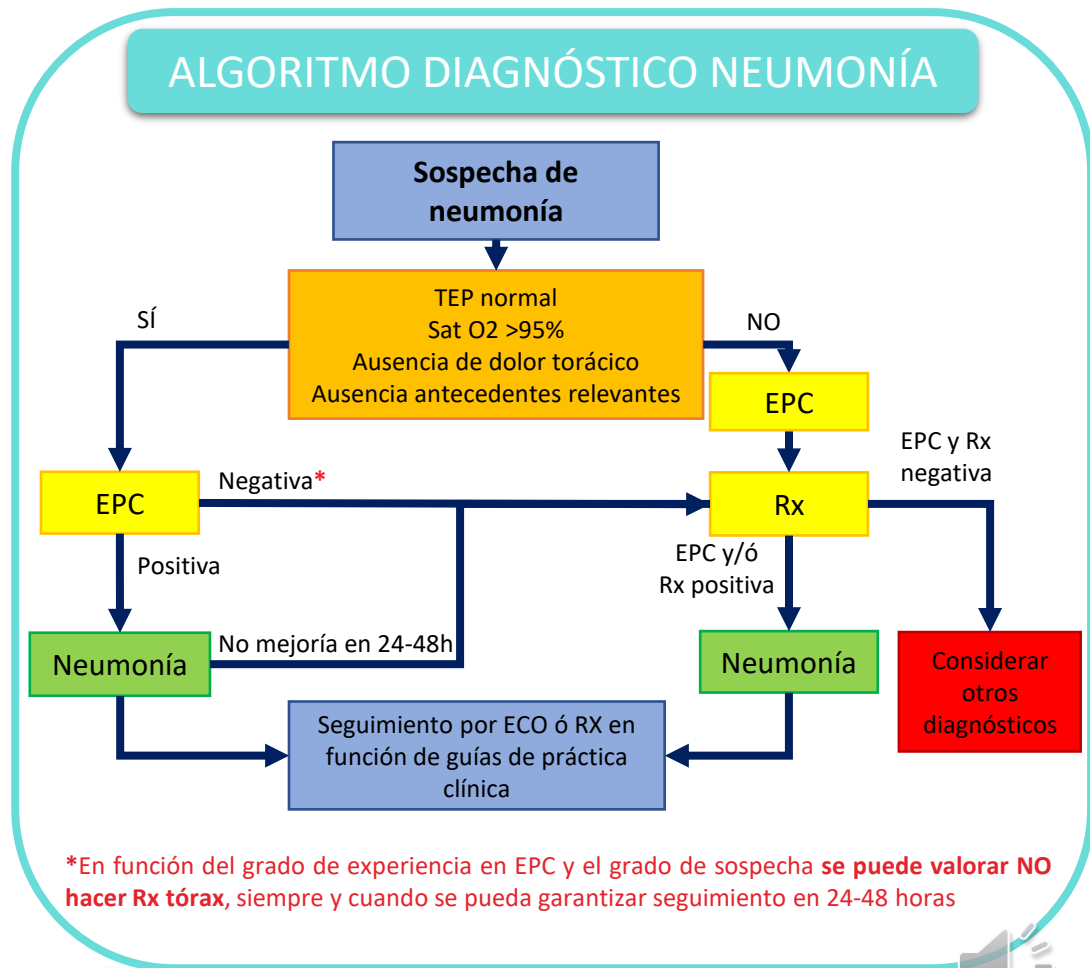 ALGORITMO DIAGNÓSTICO NEUMONÍA
Sospecha de
neumonía
TEP normal
Sat O2 >95%
Ausencia de dolor torácico
Ausencia antecedentes relevantes
SÍ
NO
EPC
EPC y Rx
negativa
EPC
Negativa*
Rx
Positiva
EPC y/ó
Rx positiva
Neumonía
No mejoría en 24-48h
Neumonía
Considerar
otros
diagnósticos
Seguimiento por ECO ó RX en
función de guías de práctica
clínica
*En función del grado de experiencia en EPC y el grado de sospecha se puede valorar NO
hacer Rx tórax, siempre y cuando se pueda garantizar seguimiento en 24-48 horas